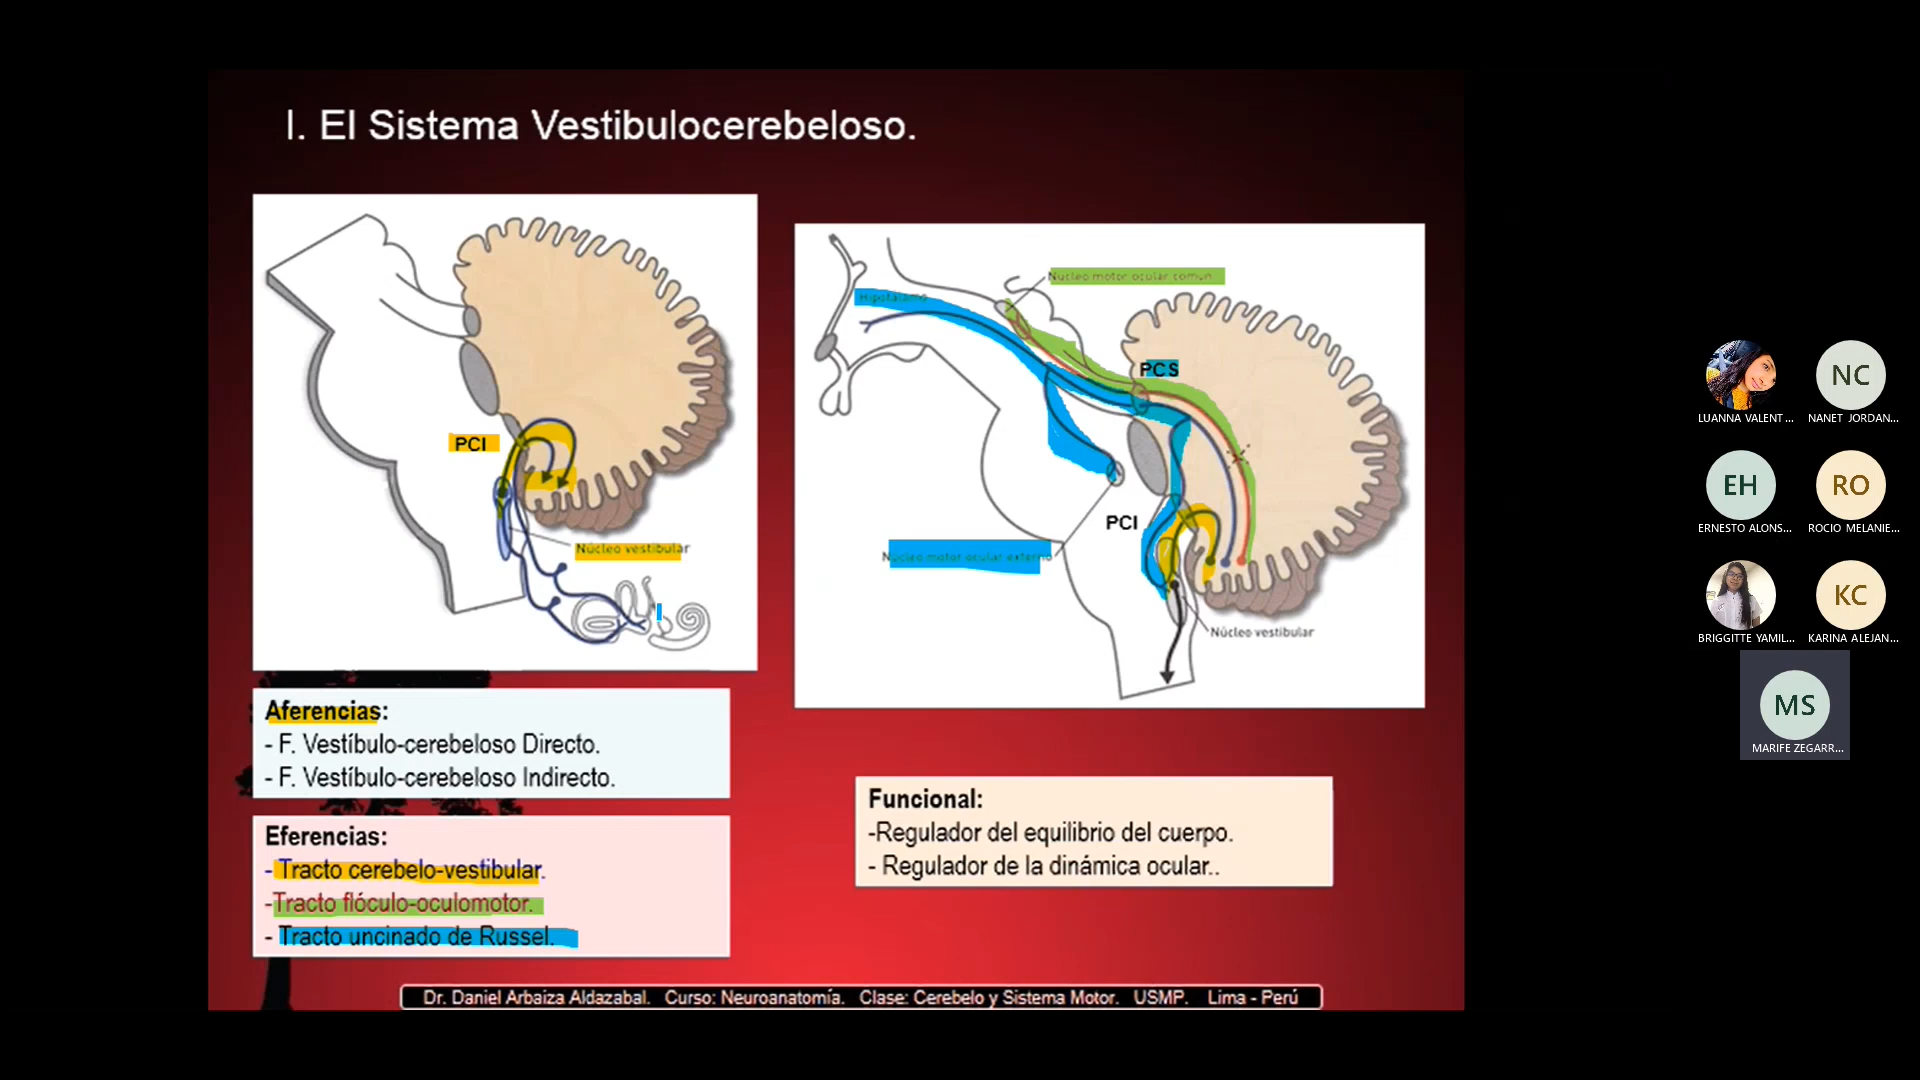 I. El Sistema Vestibulocerebeloso.
PCI
Núcleo vestibular
Núcleo motor ocular común
Hipotálamo
PCS
PCI
Núcleo motor ocular externo
Núcleo vestibular
Aferencias:
- F. Vestíbulo-cerebeloso Directo.
- F. Vestíbulo-cerebeloso Indirecto.
Eferencias:
- Tracto cerebelo-vestibular.
-Tracto flóculo-oculomotor.
- Tracto uncinado de Russel.
Funcional:
-Regulador del equilibrio del cuerpo.
- Regulador de la dinámica ocular..
Dr. Daniel Arbaiza Aldazabal. Curso: Neuroanatomía. Clase: Cerebelo y Sistema Motor. USMP. Lima - Perú
LUANNA VALENT...
NC
NANET JORDAN...
EH
ERNESTO ALONS...
RO
ROCIO MELANIE...
BRIGGITTE YAMIL...
KC
KARINA ALEJAN...
MS
MARIFE ZEGARR...